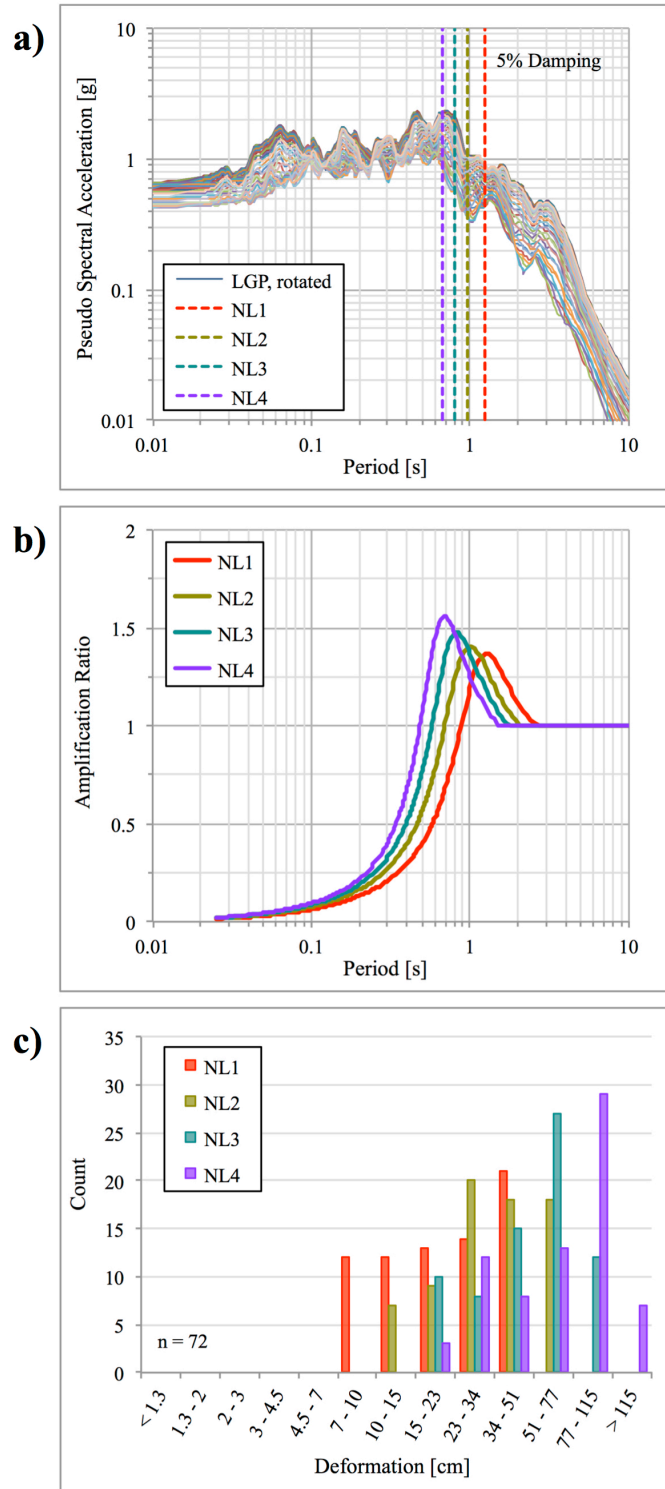 a)
10
1
0.1
0.01
Pseudo Spectral Acceleration [g]
5% Damping
LGP, rotated
NL1
NL2
NL3
NL4
0.01 0.1 1 10
Period [s]
b)
2
1.5
1
0.5
0
Amplification Ratio
NL1
NL2
NL3
NL4
0.01 0.1 1 10
Period [s]
c)
35
30
25
20
15
10
5
0
Count
NL1
NL2
NL3
NL4
n = 72
< 1.3 1.3 - 2 2 - 3 3 - 4.5 4.5 - 7 7 - 10 10 - 15 15 - 23 23 - 34 34 - 51 51 - 77 77 - 115 > 115
Deformation [cm]